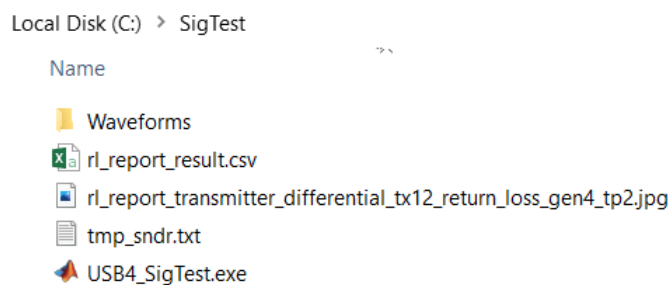 Local Disk (C:) > SigTest
Name
Waveforms
rl_report_result.csv
rl_report_transmitter_differential_tx12_return_loss_gen4_tp2.jpg
tmp_sndr.txt
USB4_SigTest.exe